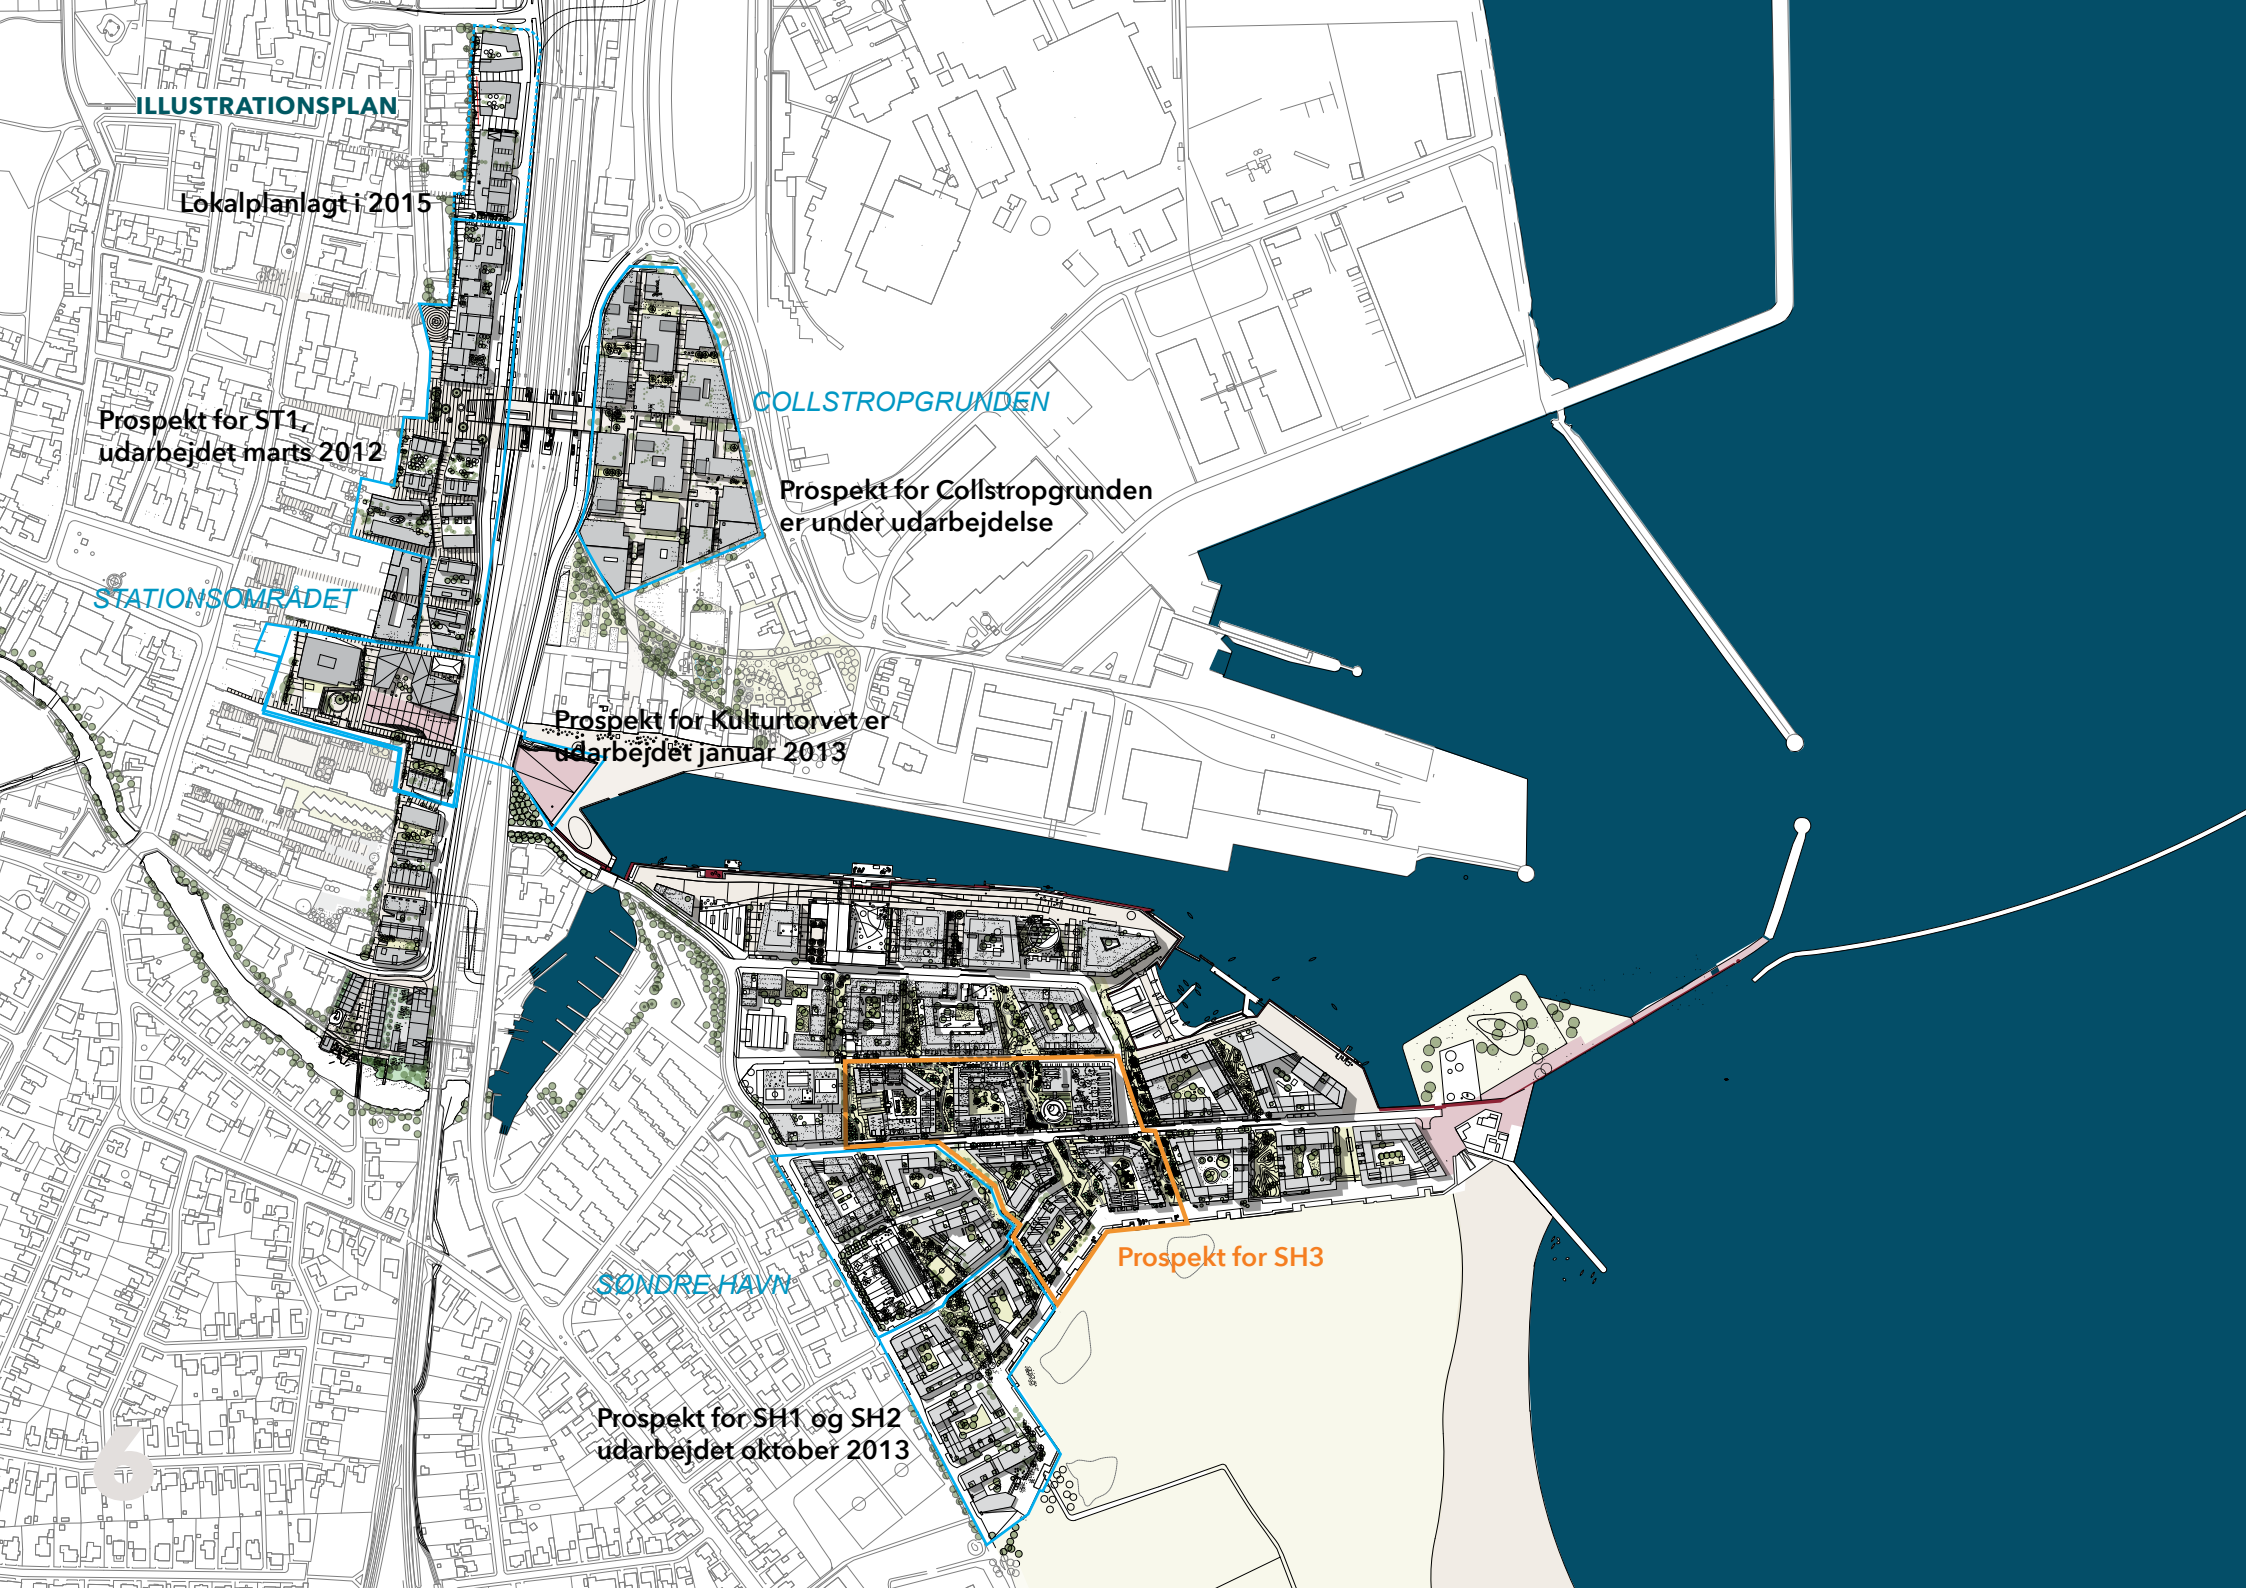 ILLUSTRATIONSPLAN
Lokalplanlagt i 2015
COLLSTROPGRUNDEN
Prospekt for ST1,
udarbejdet marts 2012
Prospekt for Collstropgrunden
er under udarbejdelse
STATIONSOMRÅDET
P
Prospekt for Kulturtorvet er
udarbejdet januar 2013
Prospekt for SH3
SØNDRE HAVN
Prospekt for SH1 og SH2
udarbejdet oktober 2013
6